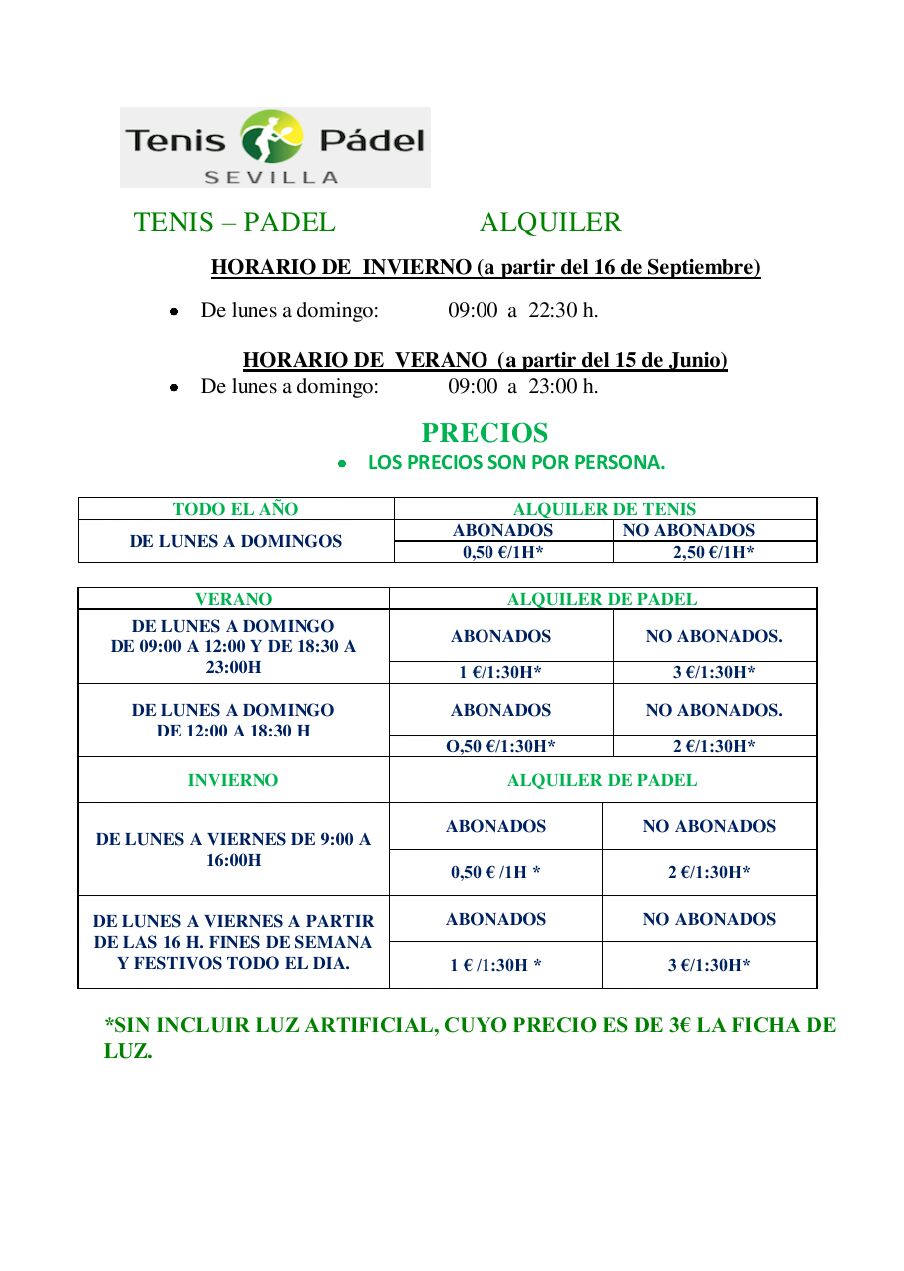 Tenis Pádel
SEVILLA
TENIS – PADEL ALQUILER
HORARIO DE INVIERNO (a partir del 16 de Septiembre)
• De lunes a domingo: 09:00 a 22:30 h.
HORARIO DE VERANO (a partir del 15 de Junio)
• De lunes a domingo: 09:00 a 23:00 h.
PRECIOS
• LOS PRECIOS SON POR PERSONA.
TODO EL AÑO ALQUILER DE TENIS
DE LUNES A DOMINGOS
ABONADOS NO ABONADOS
0,50 €/1H* 2,50 €/1H*
VERANO ALQUILER DE PADEL
DE LUNES A DOMINGO
DE 09:00 A 12:00 Y DE 18:30 A
23:00H
ABONADOS NO ABONADOS.
1 €/1:30H* 3 €/1:30H*
DE LUNES A DOMINGO
DE 12:00 A 18:30 H
ABONADOS NO ABONADOS.
O,50 €/1:30H* 2 €/1:30H*
INVIERNO ALQUILER DE PADEL
DE LUNES A VIERNES DE 9:00 A
16:00H
ABONADOS NO ABONADOS
0,50 € /1H * 2 €/1:30H*
DE LUNES A VIERNES A PARTIR
DE LAS 16 H. FINES DE SEMANA
Y FESTIVOS TODO EL DIA.
ABONADOS NO ABONADOS
1 € /1:30H * 3 €/1:30H*
*SIN INCLUIR LUZ ARTIFICIAL, CUYO PRECIO ES DE 3€ LA FICHA DE
LUZ.